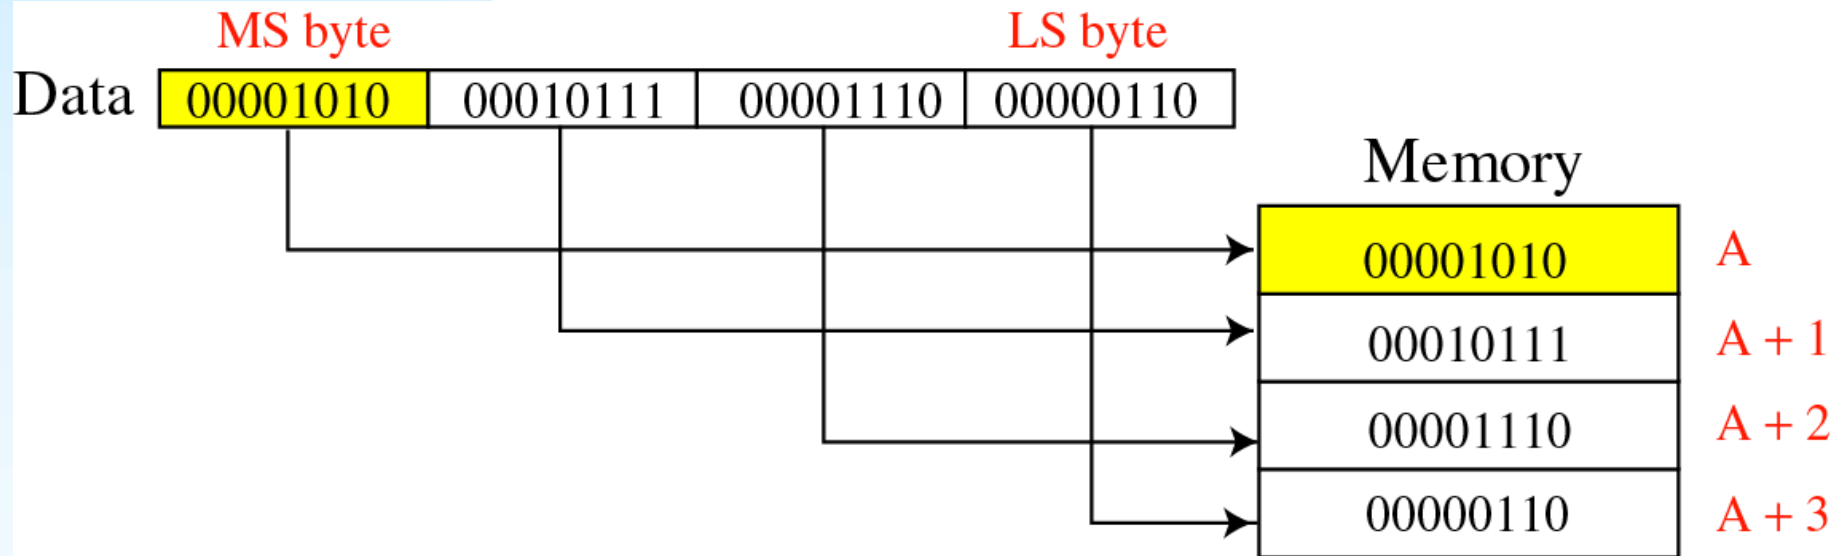 MS byte LS byte
Data 00001010 00010111 00001110 00000110
Memory
00001010 A
00010111 A + 1
00001110 A + 2
00000110 A + 3